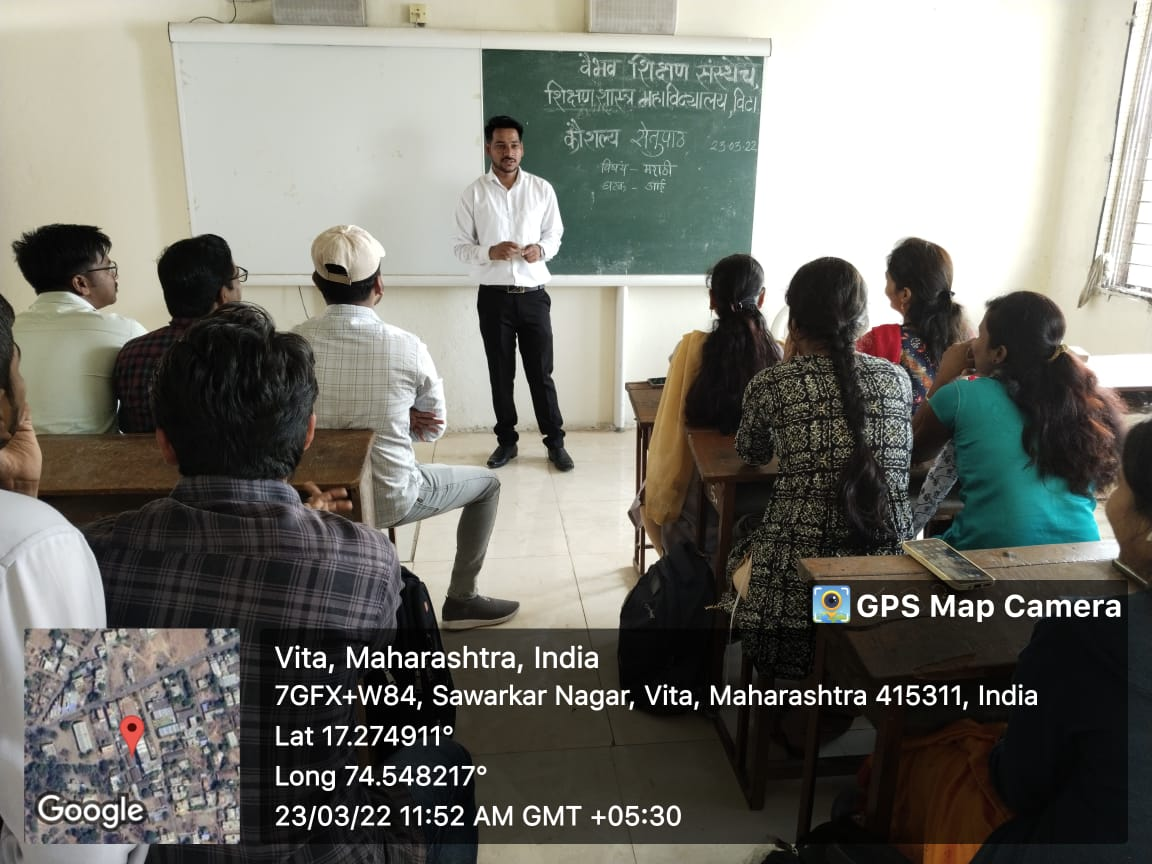 वैभव शिक्षण संस्थेचे,
शिक्षणशास्त्र महाविद्यालय, विटा
कौशल्य सेतुपाठ 23.03.22
विषय - मराठी
घटक - आई
GPS Map Camera
Vita, Maharashtra, India
7GFX+W84, Sawarkar Nagar, Vita, Maharashtra 415311, India
Lat 17.274911°
Long 74.548217°
23/03/22 11:52 AM GMT +05:30
Google